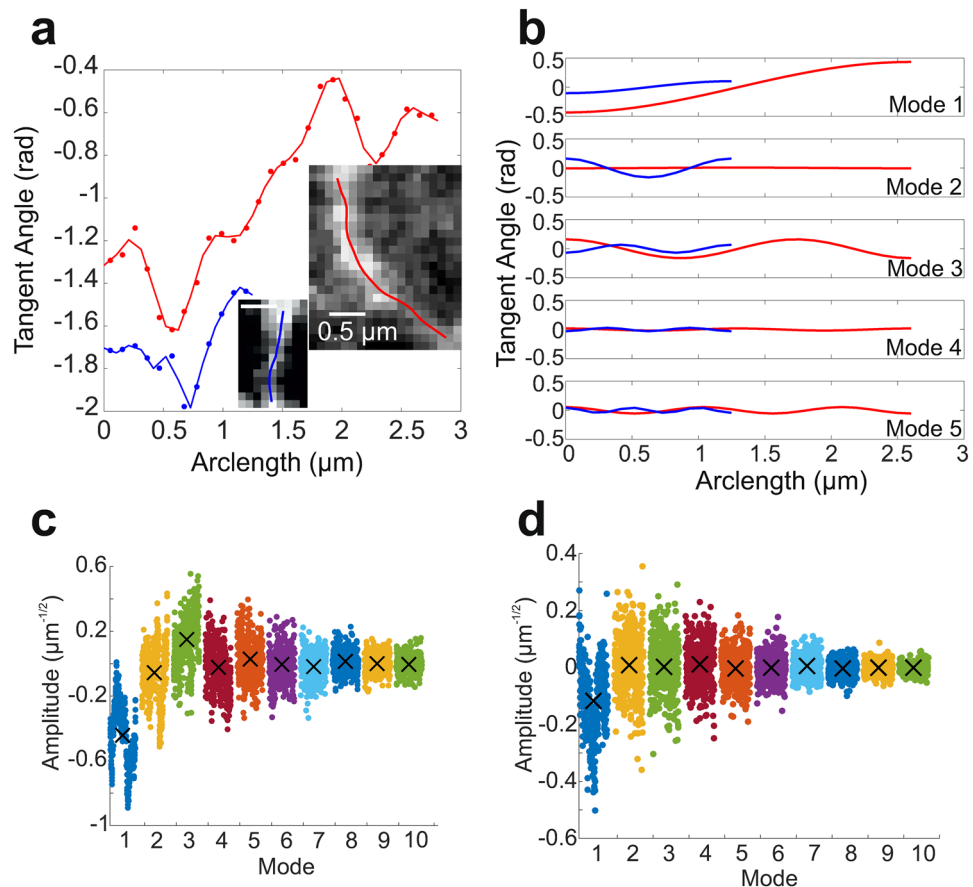 a
-0.4
-0.6
-0.8
-1
-1.2
-1.4
-1.6
-1.8
-2
0 0.5 1 1.5 2 2.5 3
Tangent Angle (rad)
Arclength (µm)
0.5 µm
b
0.5
0
-0.5
Mode 1
0.5
0
-0.5
Mode 2
0.5
0
-0.5
Mode 3
0.5
0
-0.5
Mode 4
0.5
0
-0.5
Mode 5
0 0.5 1 1.5 2 2.5 3
Tangent Angle (rad)
Arclength (µm)
c
0.6
0.2
-0.2
-0.6
-1
1 2 3 4 5 6 7 8 9 10
Amplitude (µm⁻¹/²)
Mode
d
0.4
0.2
0
-0.2
-0.4
-0.6
1 2 3 4 5 6 7 8 9 10
Amplitude (µm⁻¹/²)
Mode